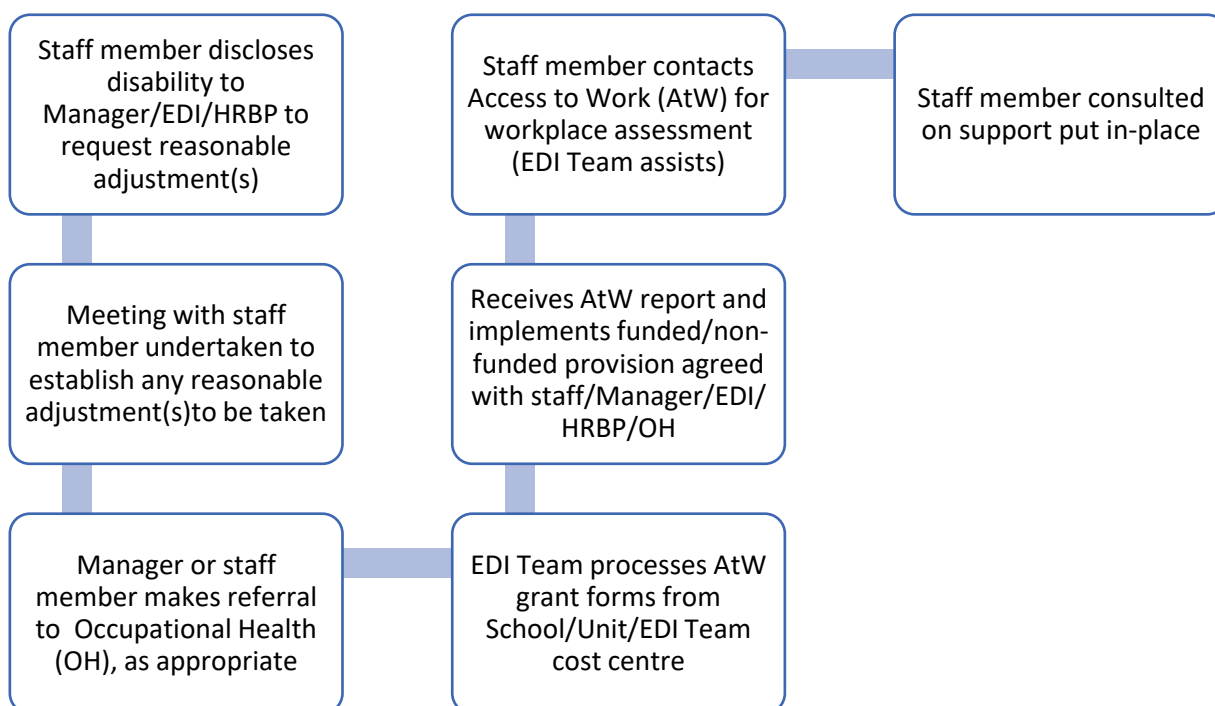 Staff member discloses
disability to
Manager/EDI/HRBP to
request reasonable
adjustment(s)
Meeting with staff
member undertaken to
establish any reasonable
adjustment(s)to be taken
Manager or staff
member makes referral
to Occupational Health
(OH), as appropriate
EDI Team processes AtW
grant forms from
School/Unit/EDI Team
cost centre
Receives AtW report and
implements funded/non-
funded provision agreed
with staff/Manager/EDI/
HRBP/OH
Staff member contacts
Access to Work (AtW) for
workplace assessment
(EDI Team assists)
Staff member consulted
on support put in-place